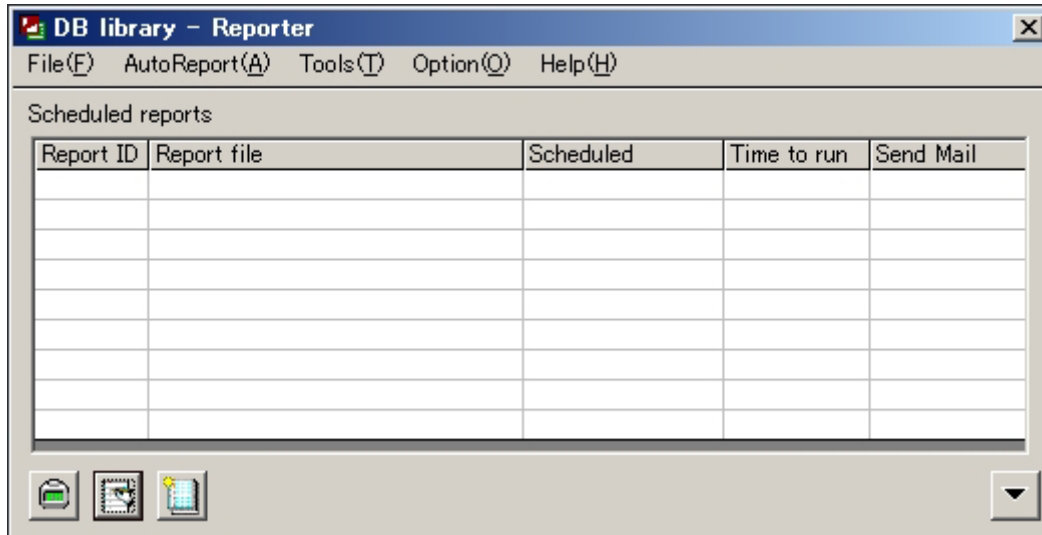 DB library - Reporter
File(F) AutoReport(A) Tools(T) Option(O) Help(H)
Scheduled reports
Report ID Report file Scheduled Time to run Send Mail